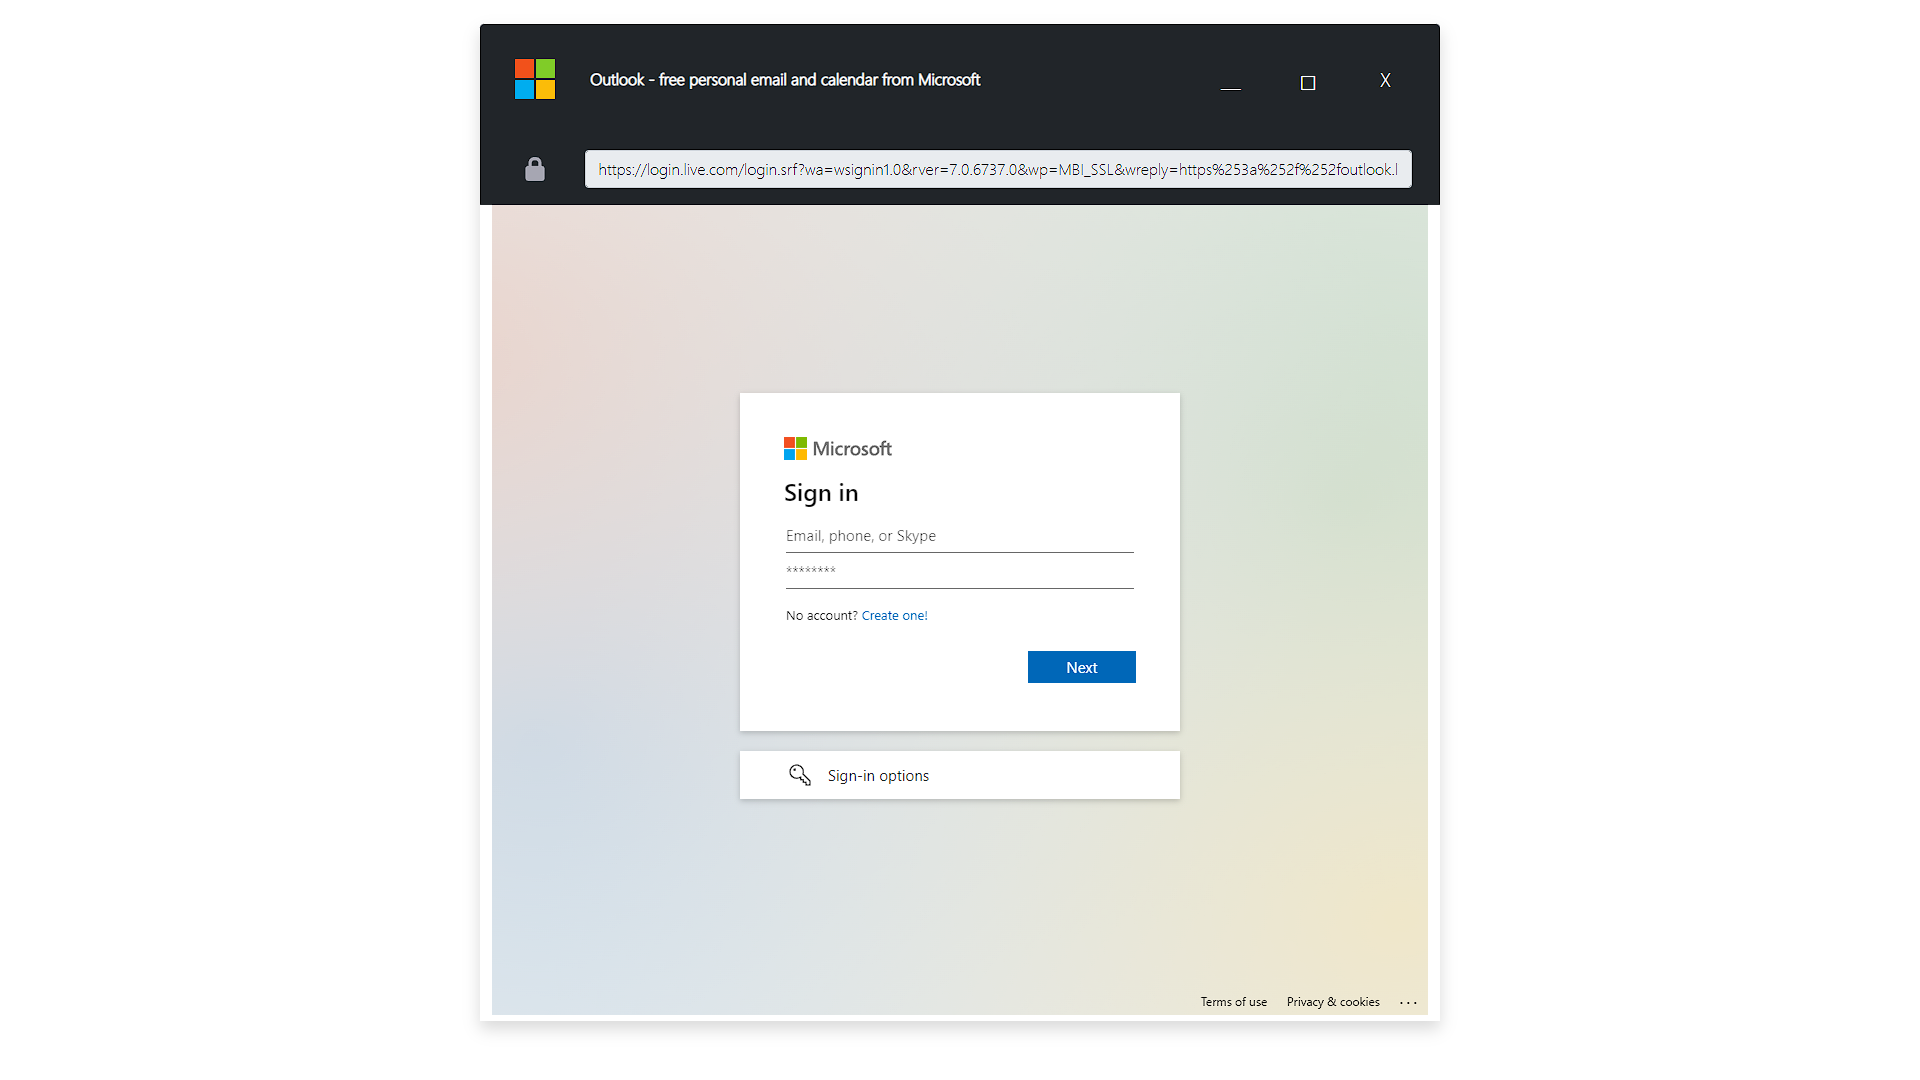 Outlook - free personal email and calendar from Microsoft
X
https://login.live.com/login.srf?wa=wsignin1.0&rver=7.0.6737.0&wp=MBI_SSL&wreply=https%253a%252f%252foutlook.l
Microsoft
Sign in
Email, phone, or Skype
********
No account? Create one!
Next
Sign-in options
Terms of use Privacy & cookies ...